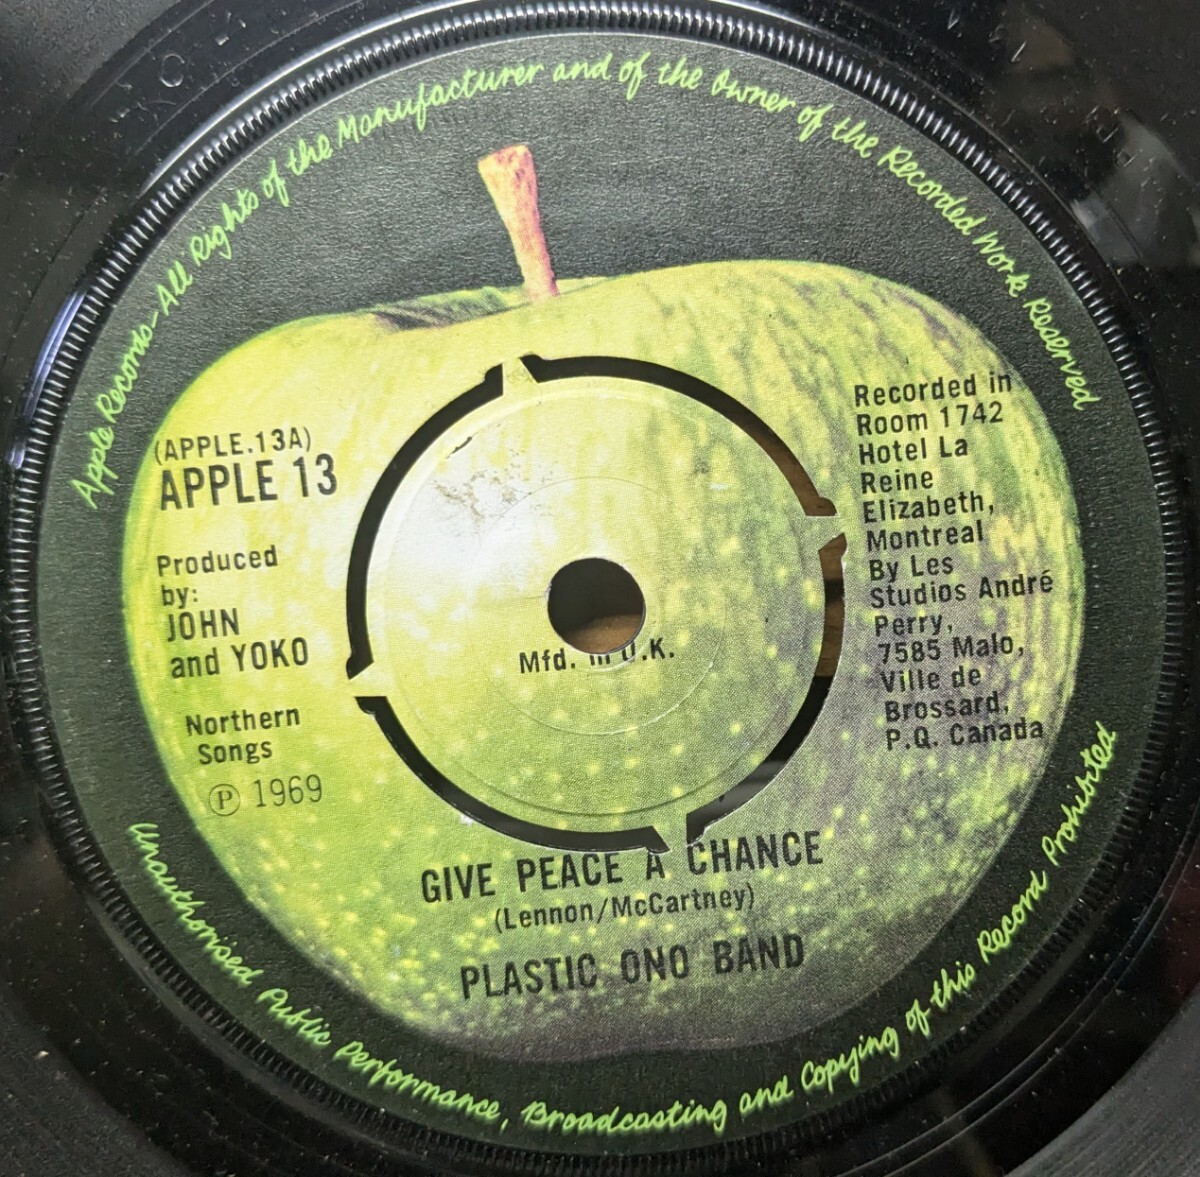 Apple Records-All Rights of the Manufacturer and of the Owner of the Recorded Work Reserved
(APPLE.13A)
APPLE 13
Produced
by:
JOHN
and YOKO
Northern
Songs
℗ 1969
Mfd. in U.K.
Recorded in
Room 1742
Hotel La
Reine
Elizabeth,
Montreal
By Les
Studios André
Perry,
7585 Malo,
Ville de
Brossard,
P.Q. Canada
GIVE PEACE A CHANCE
(Lennon/McCartney)
PLASTIC ONO BAND
Unauthorised Public Performance, Broadcasting and Copying of this Record Prohibited